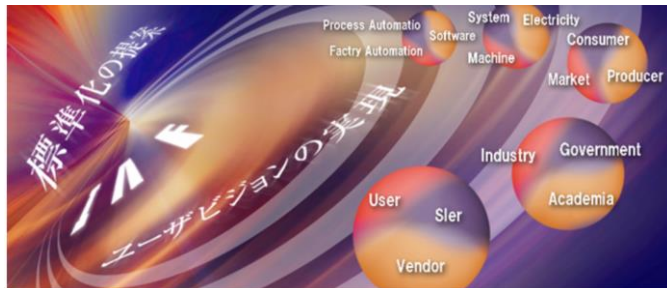 標準化の提案
IAF
ユーザビジョンの実現
Process Automatio
Software
Factry Automation
System
Electricity
Machine
Consumer
Market
Producer
Industry
Government
Academia
User
SIer
Vendor